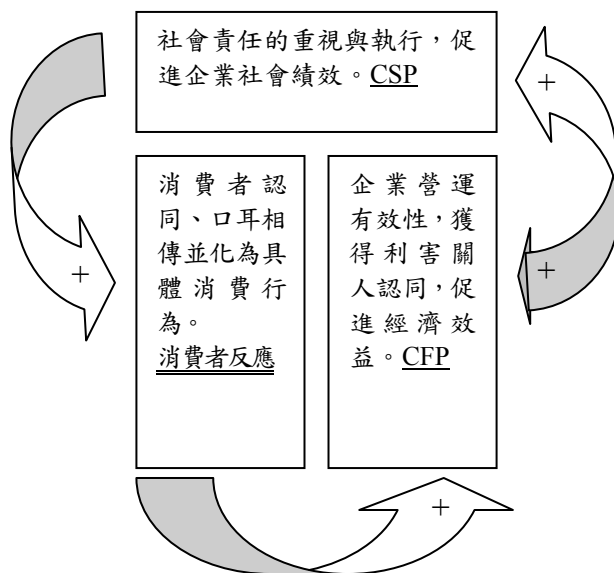 社會責任的重視與執行，促
進企業社會績效。CSP
+
消費者認
同、口耳相
傳並化為具
體消費行
為。
消費者反應
+
企業營運
有效性，獲
得利害關
人認同，促
進經濟效
益。CFP
+
+